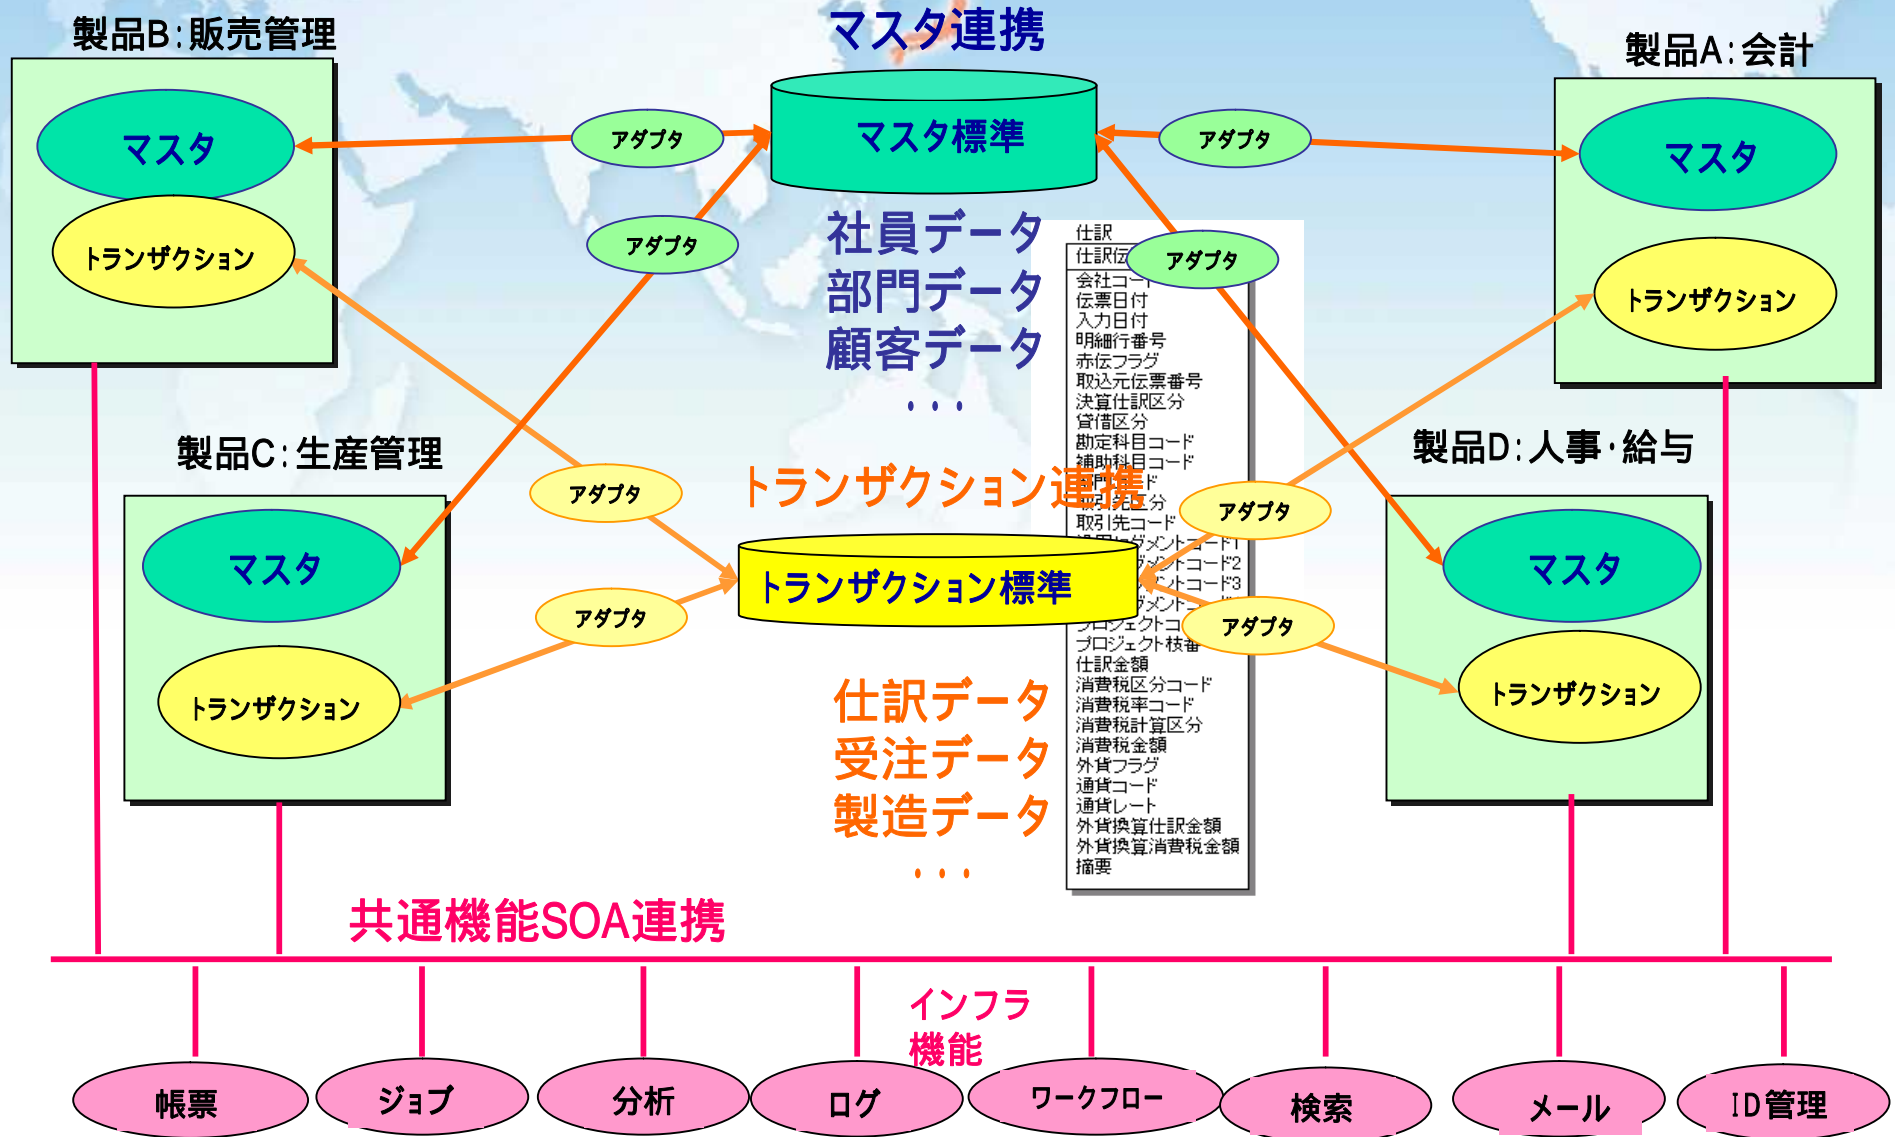 マスタ連携
製品B:販売管理
製品A:会計
マスタ
アダプタ
マスタ標準
アダプタ
マスタ
トランザクション
アダプタ
アダプタ
トランザクション
社員データ
部門データ
顧客データ
・・・
仕訳
仕訳伝
会社コード
伝票日付
入力日付
明細行番号
赤伝フラグ
取込元伝票番号
決算仕訳区分
貸借区分
勘定科目コード
補助科目コード
取引先区分
取引先コード
プロジェクトコ
プロジェクト枝番
仕訳金額
消費税区分コード
消費税率コード
消費税計算区分
消費税金額
外貨フラグ
通貨コード
通貨レート
外貨換算仕訳金額
外貨換算消費税金額
摘要
製品C:生産管理
製品D:人事・給与
トランザクション連携
アダプタ
アダプタ
マスタ
トランザクション標準
マスタ
アダプタ
アダプタ
トランザクション
トランザクション
仕訳データ
受注データ
製造データ
・・・
共通機能SOA連携
インフラ
機能
帳票
ジョブ
分析
ログ
ワークフロー
検索
メール
ID管理